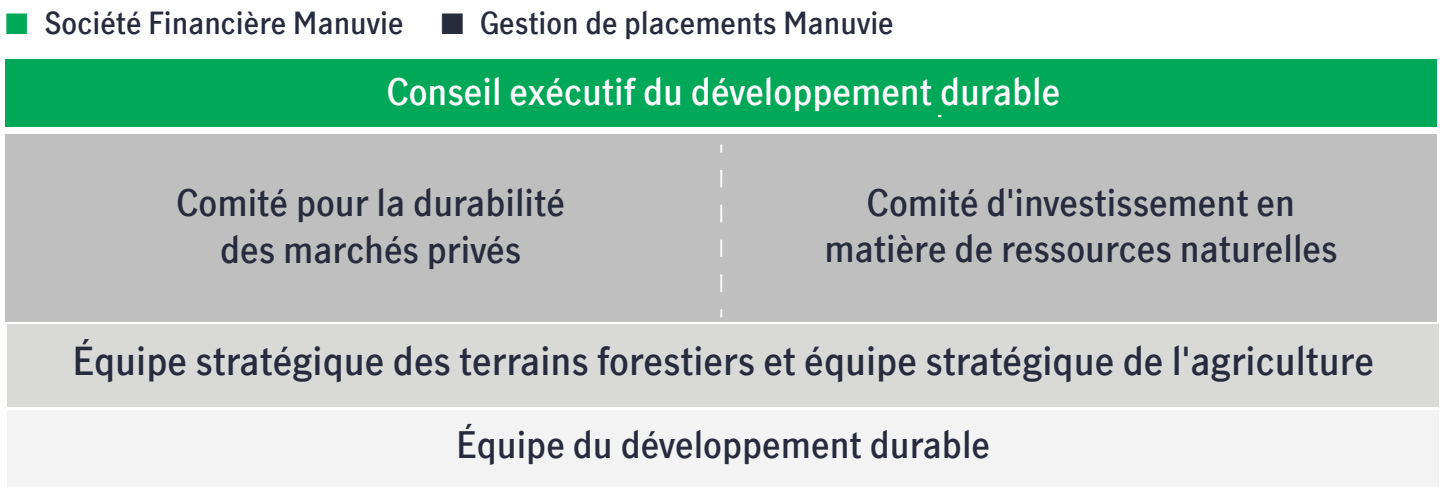 Société Financière Manuvie Gestion de placements Manuvie
Conseil exécutif du développement durable
Comité pour la durabilité
des marchés privés
Comité d'investissement en
matière de ressources naturelles
Équipe stratégique des terrains forestiers et équipe stratégique de l'agriculture
Équipe du développement durable